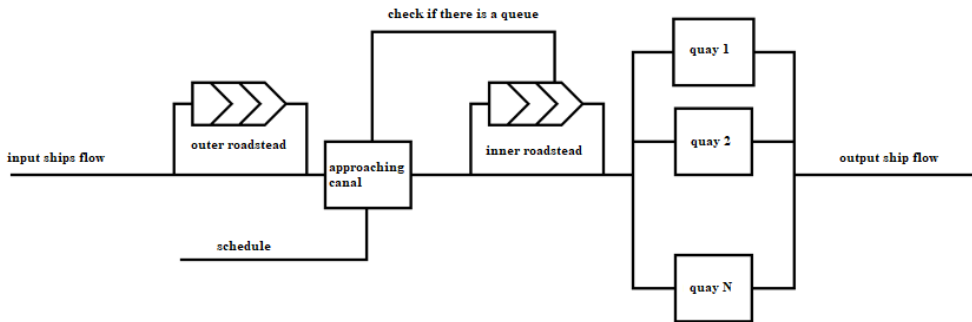 check if there is a queue
quay 1
outer roadstead
inner roadstead
quay 2
input ships flow
approaching
canal
output ship flow
schedule
quay N